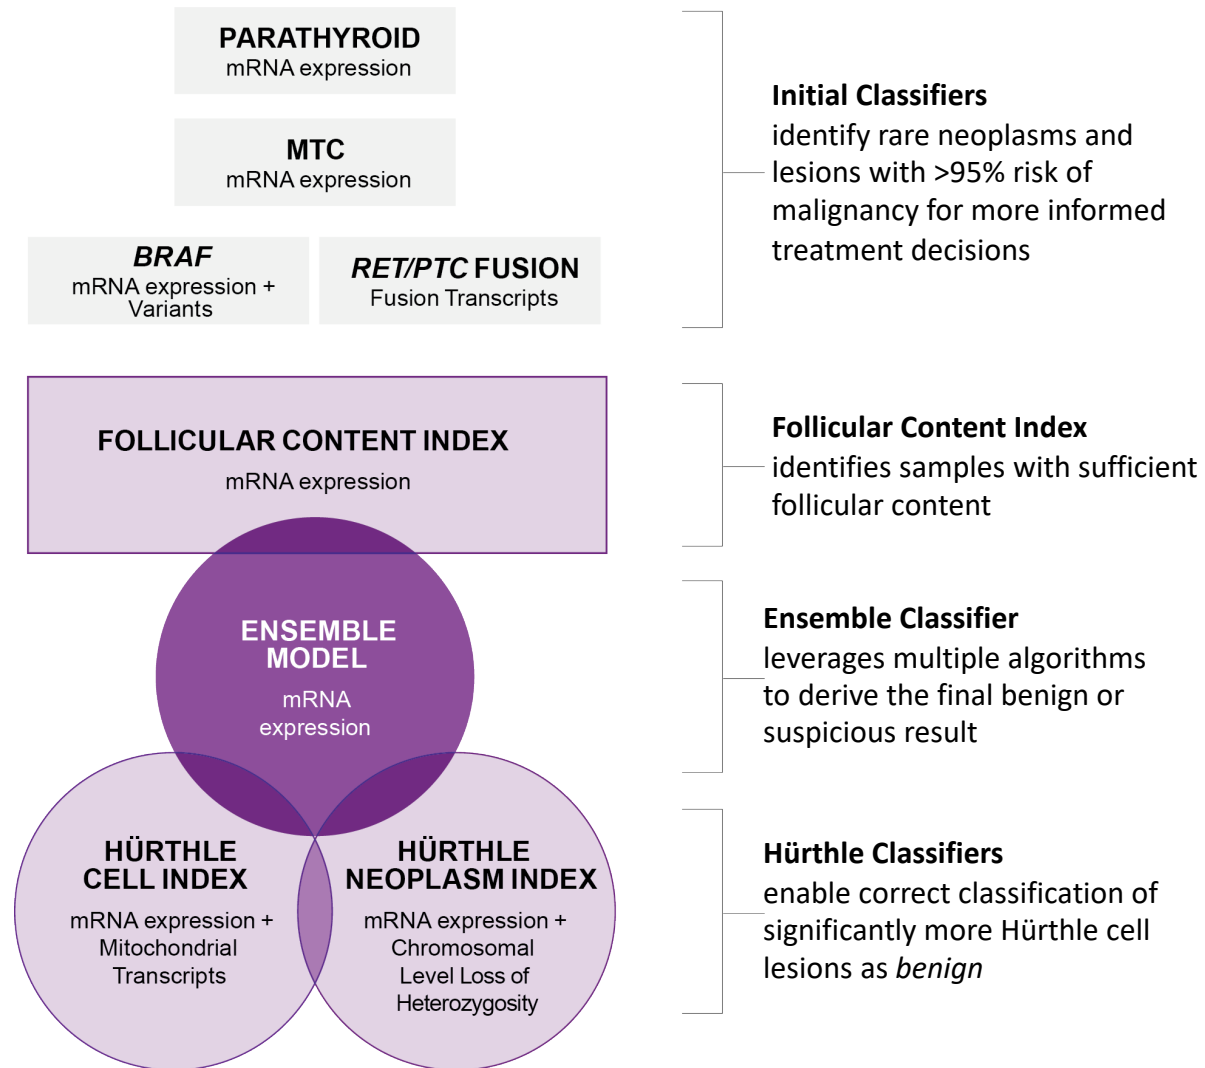 PARATHYROID
mRNA expression
MTC
mRNA expression
BRAF
mRNA expression +
Variants
RET/PTC FUSION
Fusion Transcripts
Initial Classifiers
identify rare neoplasms and
lesions with >95% risk of
malignancy for more informed
treatment decisions
FOLLICULAR CONTENT INDEX
mRNA expression
Follicular Content Index
identifies samples with sufficient
follicular content
ENSEMBLE
MODEL
mRNA
expression
Ensemble Classifier
leverages multiple algorithms
to derive the final benign or
suspicious result
HÜRTHLE
CELL INDEX
mRNA expression +
Mitochondrial
Transcripts
HÜRTHLE
NEOPLASM INDEX
mRNA expression +
Chromosomal
Level Loss of
Heterozygosity
Hürthle Classifiers
enable correct classification of
significantly more Hürthle cell
lesions as benign